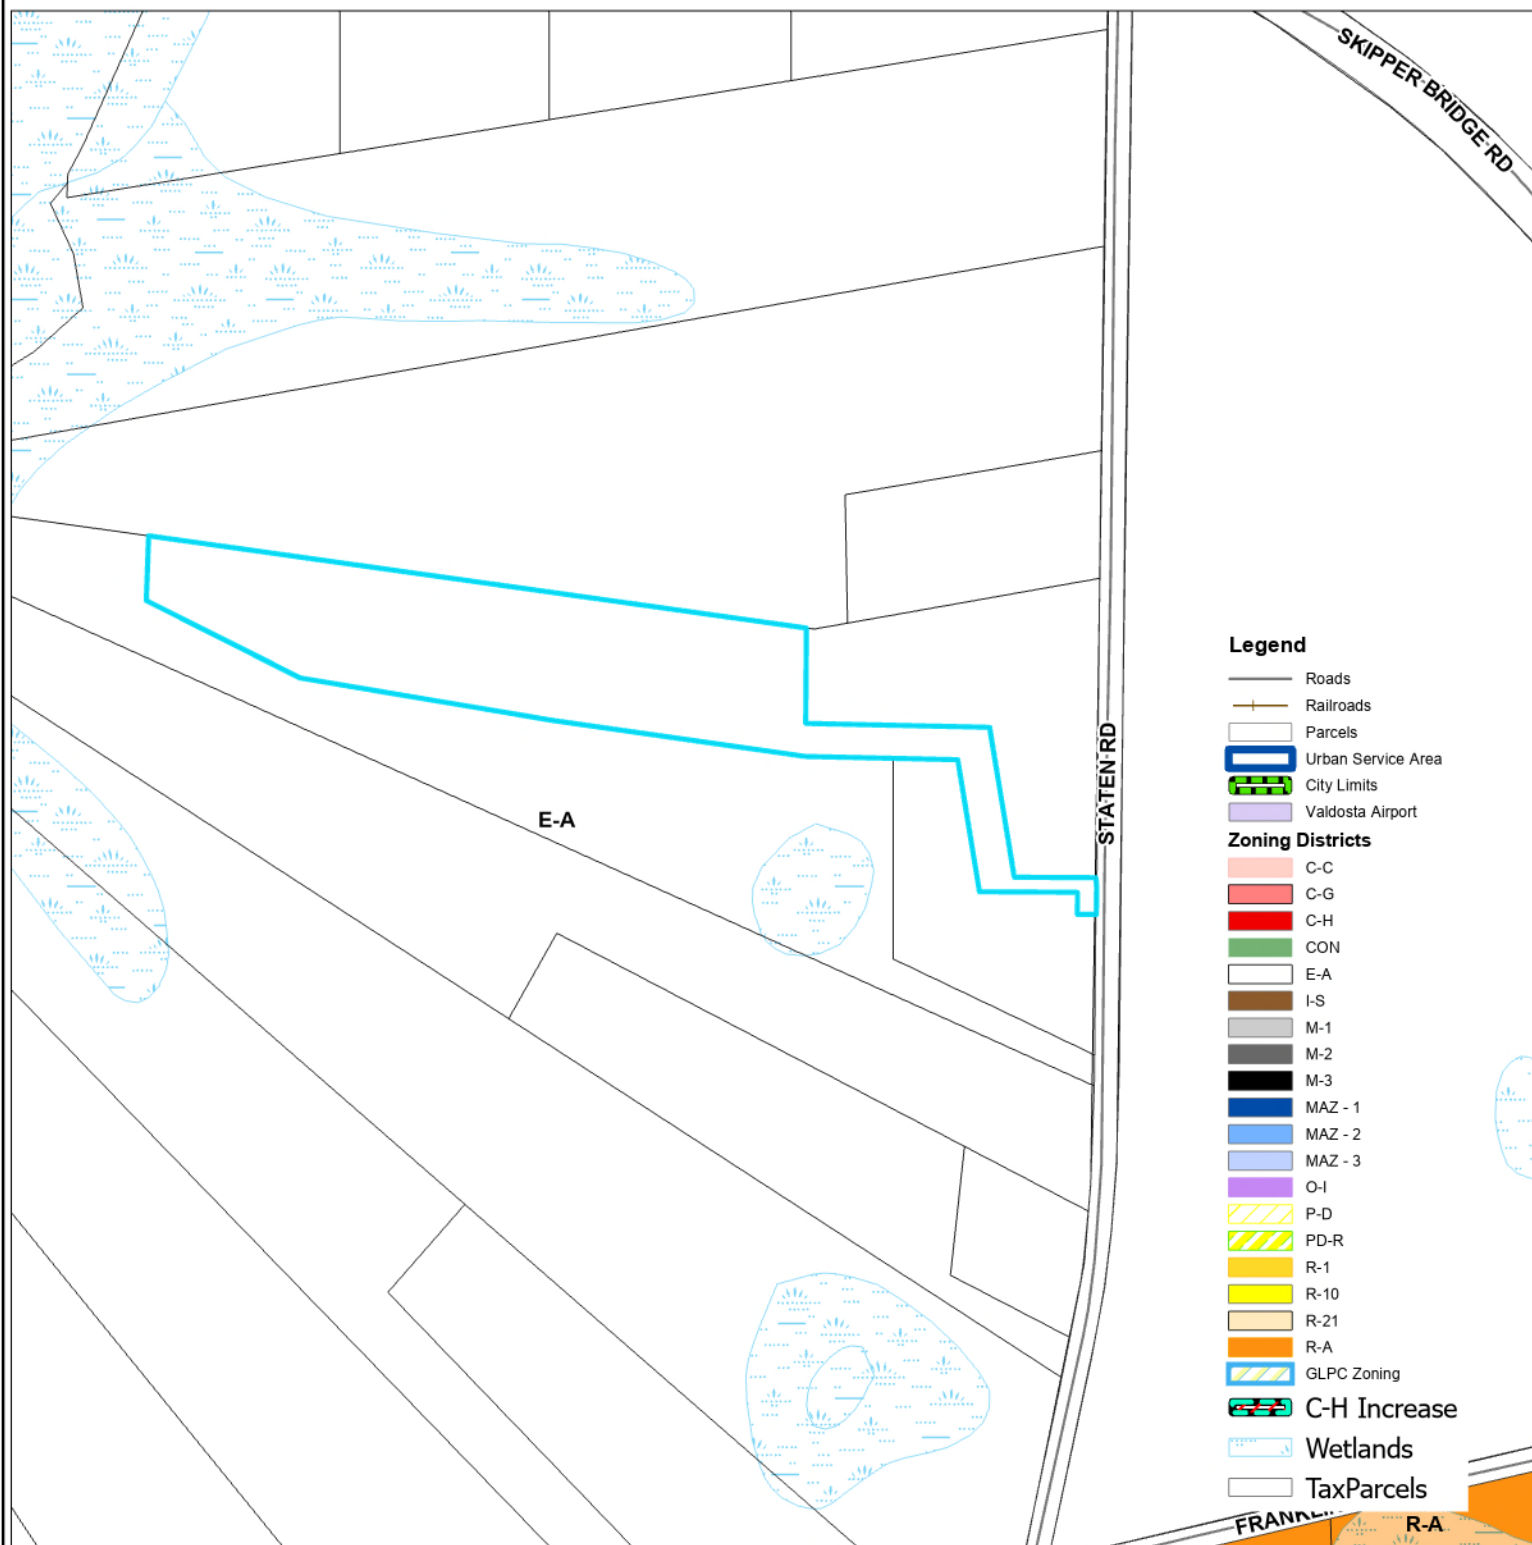 SKIPPER BRIDGE RD
STATEN RD
E-A
Legend
Roads
Railroads
Parcels
Urban Service Area
City Limits
Valdosta Airport
Zoning Districts
C-C
C-G
C-H
CON
E-A
I-S
M-1
M-2
M-3
MAZ - 1
MAZ - 2
MAZ - 3
O-I
P-D
PD-R
R-1
R-10
R-21
R-A
GLPC Zoning
C-H Increase
Wetlands
TaxParcels
R-A